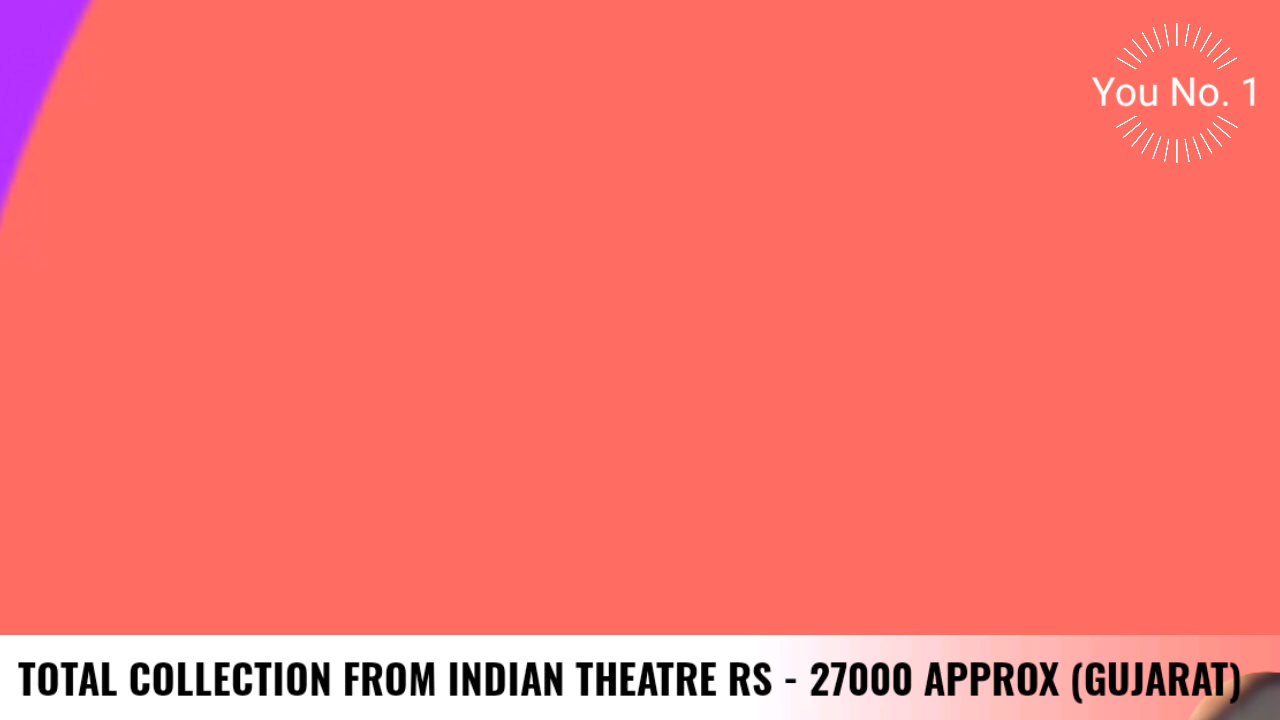 You No. 1
TOTAL COLLECTION FROM INDIAN THEATRE RS - 27000 APPROX (GUJARAT)